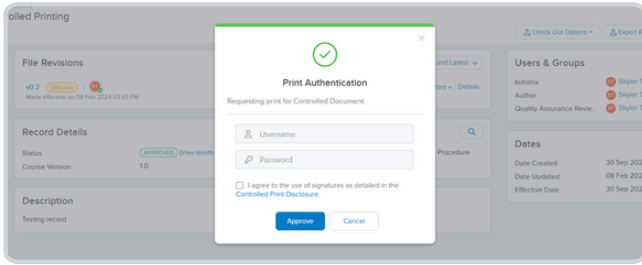 olled Printing
Check Out Options
Export R
File Revisions
and Latest
v0.2 Effective
Made effective on 08 Feb 2024 03:43 PM
Print Details
Users & Groups
Initiator Skyler T
Author Skyler T
Quality Assurance Revie... Skyler T
Record Details
Status APPROVED (View Workfl
Course Version 1.0
Procedure
Description
Testing record
Dates
Date Created 30 Sep 202
Date Updated 08 Feb 202
Effective Date 30 Sep 202
Print Authentication
Requesting print for Controlled Document.
Username
Password
I agree to the use of signatures as detailed in the
Controlled Print Disclosure.
Approve Cancel